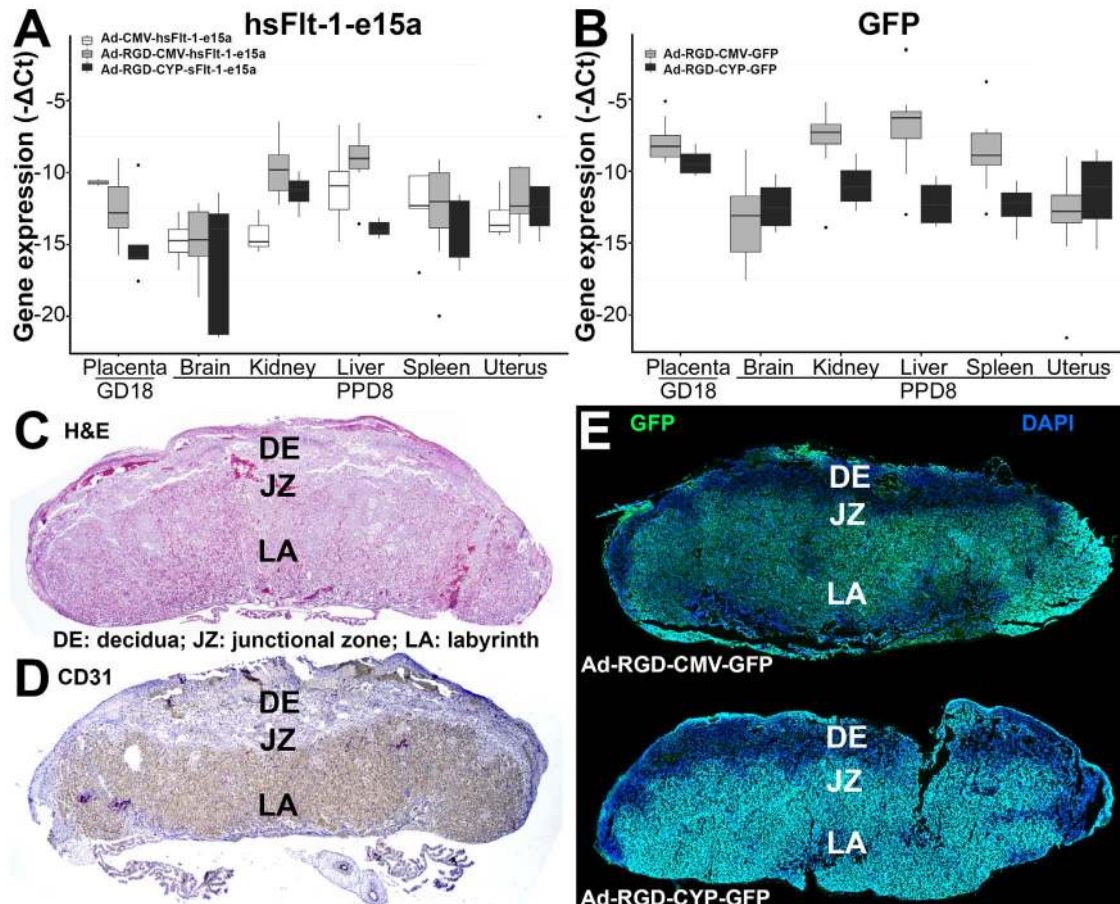 A hsFlt-1-e15a
Ad-CMV-hsFlt-1-e15a
Ad-RGD-CMV-hsFlt-1-e15a
Ad-RGD-CYP-sFlt-1-e15a
Gene expression (-ΔCt)
-5
-10
-15
-20
Placenta Brain Kidney Liver Spleen Uterus
GD18 PPD8
B GFP
Ad-RGD-CMV-GFP
Ad-RGD-CYP-GFP
Gene expression (-ΔCt)
-5
-10
-15
-20
Placenta Brain Kidney Liver Spleen Uterus
GD18 PPD8
C H&E
DE
JZ
LA
DE: decidua; JZ: junctional zone; LA: labyrinth
D CD31
DE
JZ
LA
E GFP DAPI
DE
JZ
LA
Ad-RGD-CMV-GFP
DE
JZ
LA
Ad-RGD-CYP-GFP